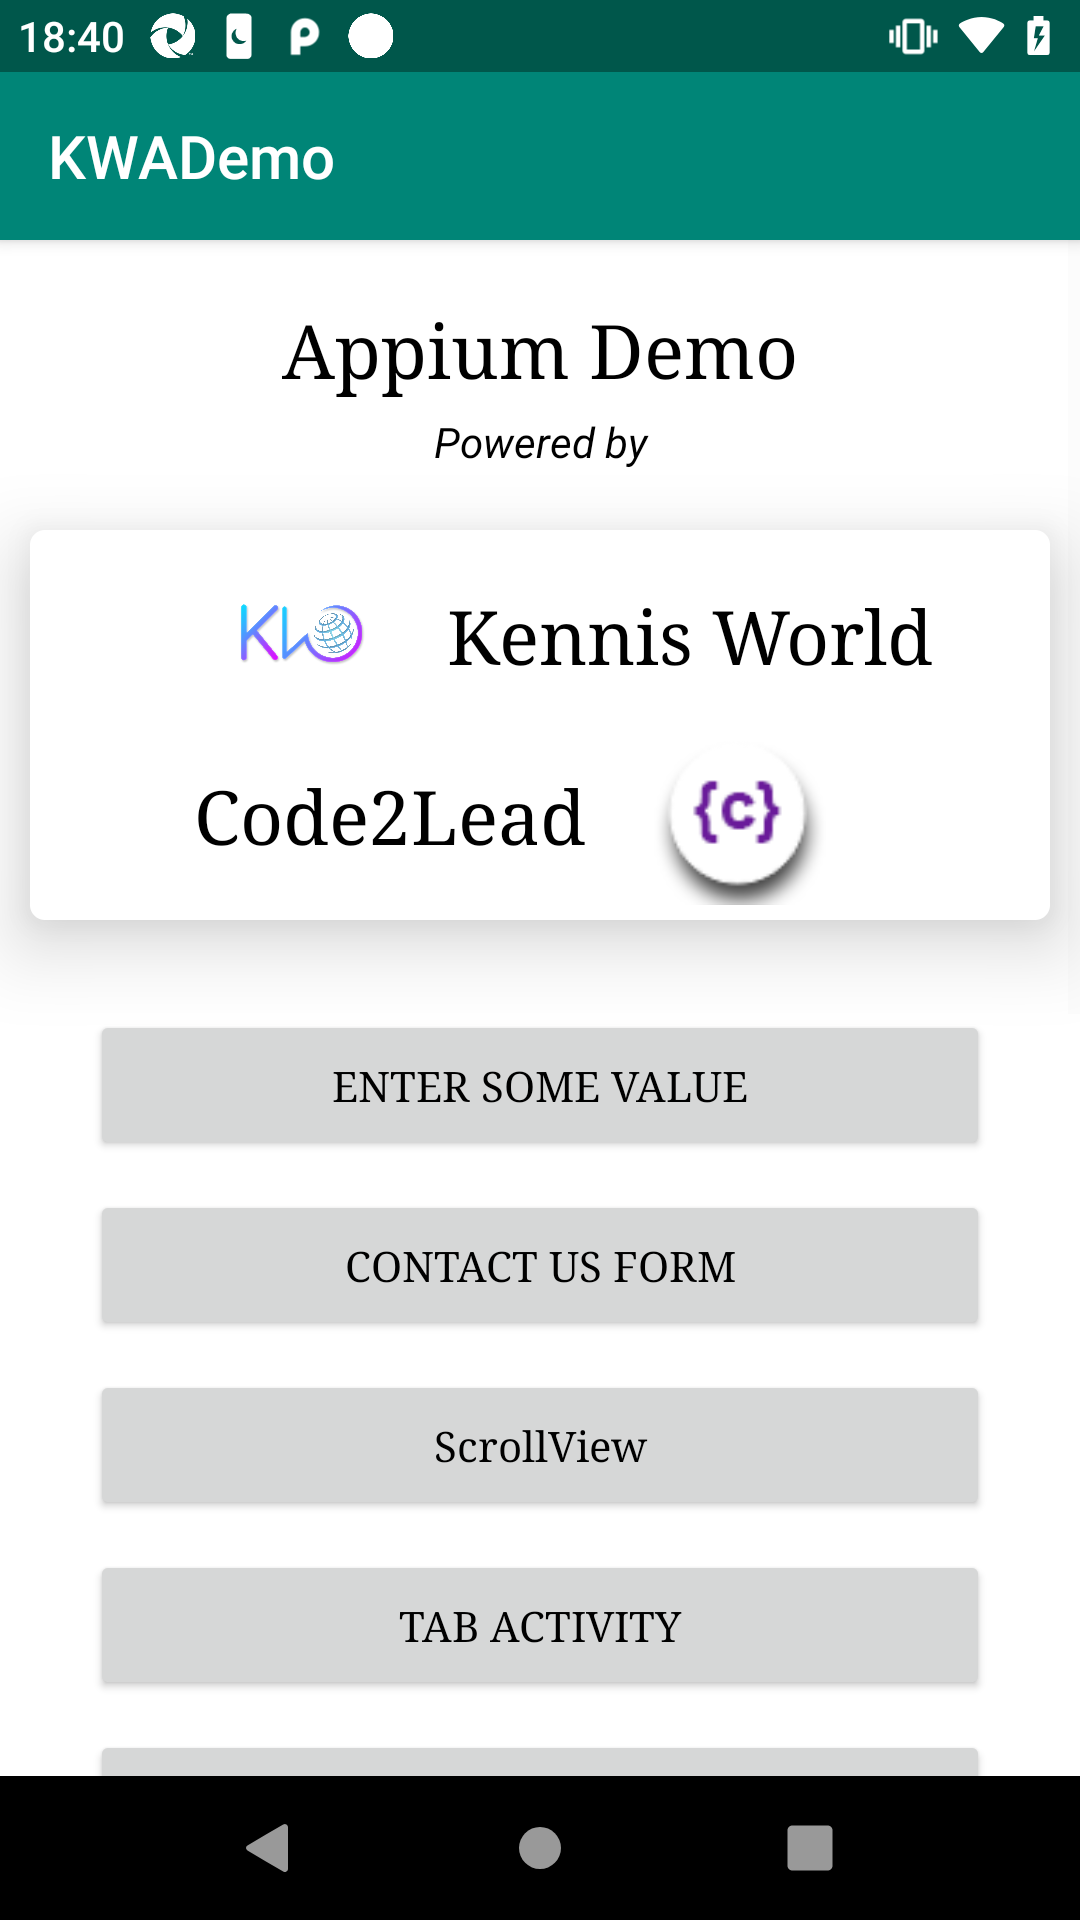 18:40
KWADemo
Appium Demo
Powered by
Kennis World
Code2Lead
{c}
ENTER SOME VALUE
CONTACT US FORM
ScrollView
TAB ACTIVITY